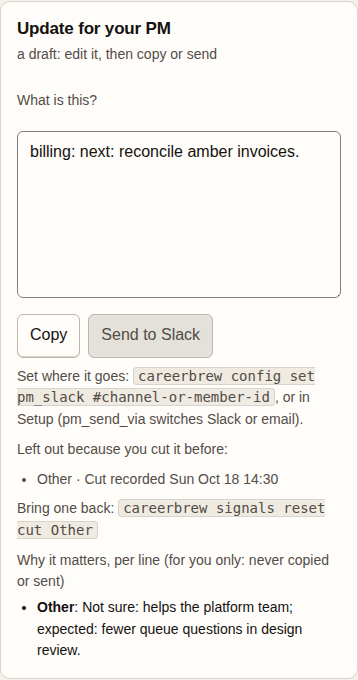 Update for your PM
a draft: edit it, then copy or send
What is this?
billing: next: reconcile amber invoices.
Copy
Send to Slack
Set where it goes: careerbrew config set
pm_slack #channel-or-member-id, or in
Setup (pm_send_via switches Slack or email).
Left out because you cut it before:
• Other · Cut recorded Sun Oct 18 14:30
Bring one back: careerbrew signals reset
cut Other
Why it matters, per line (for you only: never copied
or sent)
• Other: Not sure: helps the platform team;
expected: fewer queue questions in design
review.